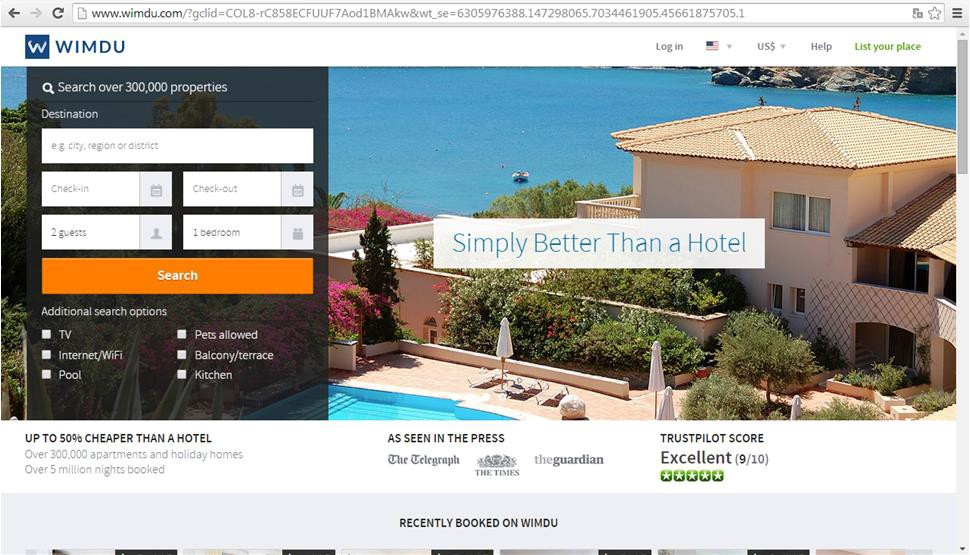 www.wimdu.com/?gclid=COL8-rC858ECFUUF7Aod1BMAkw&wt_se=6305976388.147298065.7034461905.45661875705.1
WIMDU
Log in
US$
Help
List your place
Search over 300,000 properties
Destination
e.g. city, region or district
Check-in
Check-out
2 guests
1 bedroom
Search
Additional search options
TV
Pets allowed
Internet/WiFi
Balcony/terrace
Pool
Kitchen
Simply Better Than a Hotel
UP TO 50% CHEAPER THAN A HOTEL
Over 300,000 apartments and holiday homes
Over 5 million nights booked
AS SEEN IN THE PRESS
The Telegraph
THE TIMES
theguardian
TRUSTPILOT SCORE
Excellent (9/10)
RECENTLY BOOKED ON WIMDU